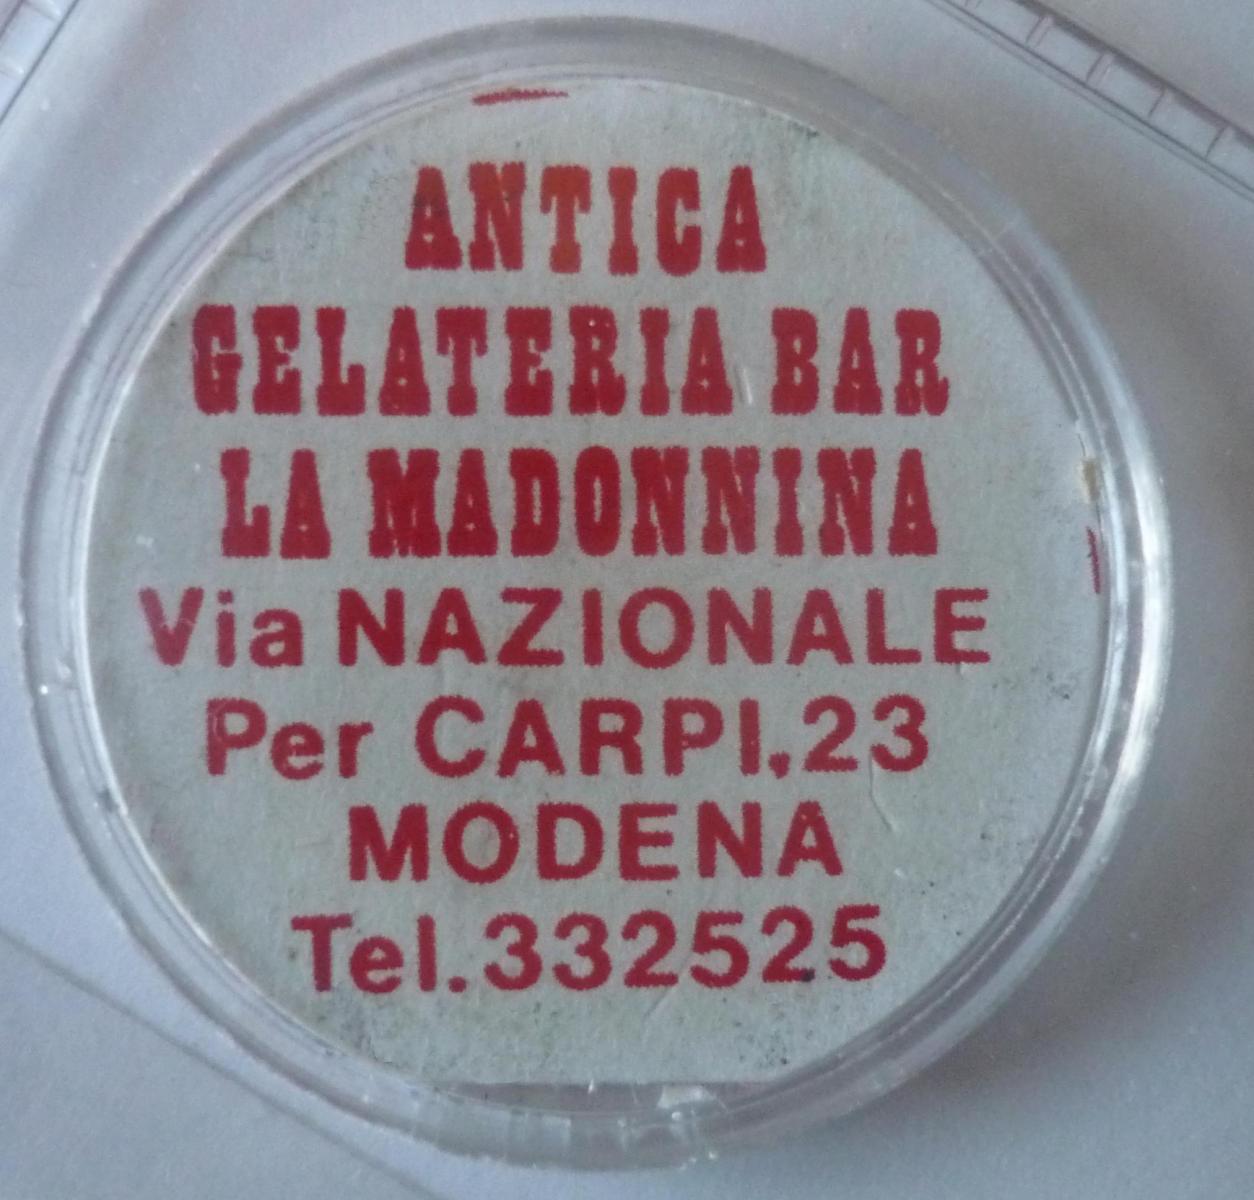 ANTICA
GELATERIA BAR
LA MADONNINA
Via NAZIONALE
Per CARPI,23
MODENA
Tel.332525